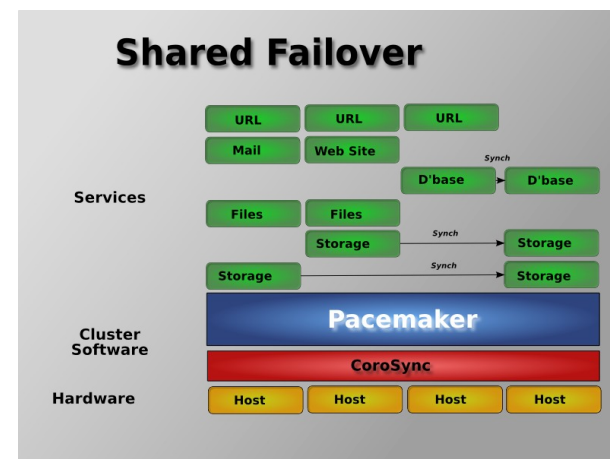 Shared Failover
URL URL URL
Mail Web Site
Synch
D'base D'base
Services
Files Files
Storage Synch Storage
Storage Synch Storage
Pacemaker
Cluster
Software
CoroSync
Hardware Host Host Host Host